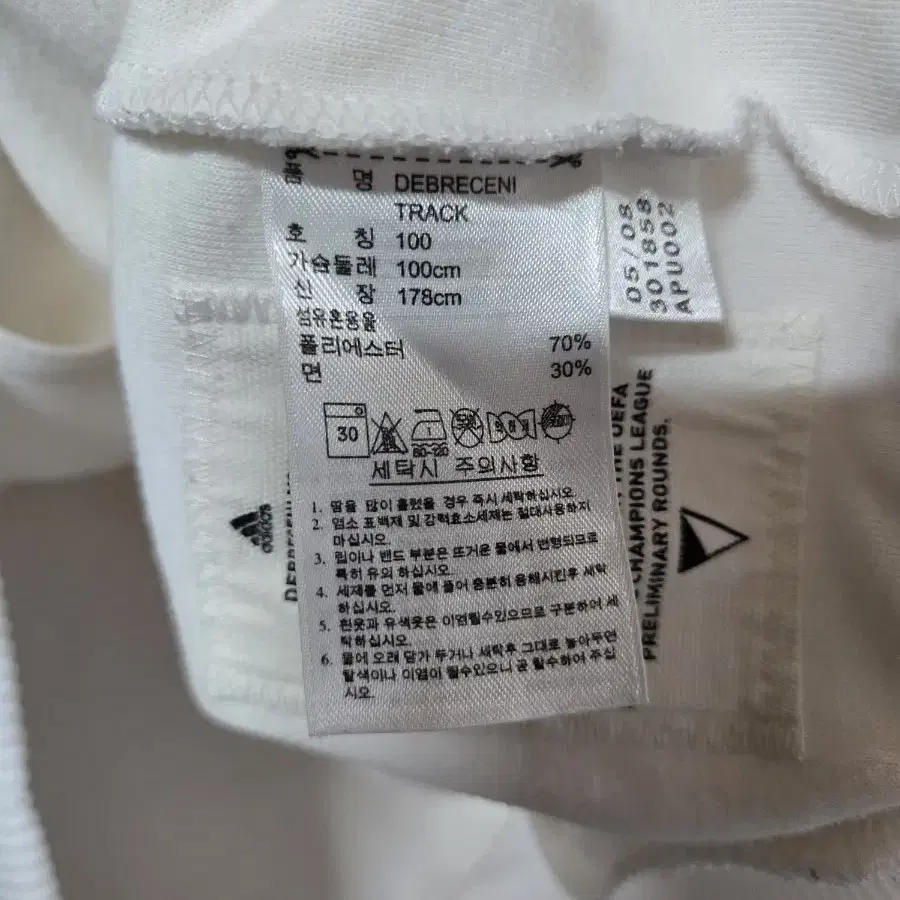 품 명 DEBRECENI
TRACK
호 칭 100
가슴둘레 100cm
신 장 178cm
섬유혼용율
폴리에스터 70%
면 30%
30
80-120
세탁시 주의사항
1. 땀을 많이 흘렸을 경우 즉시 세탁하십시오.
2. 염소 표백제 및 강력효소세제는 절대사용하지
마십시오.
3. 립이나 밴드 부분은 뜨거운 물에서 변형되므로
특히 유의 하십시오.
4. 세제를 먼저 물에 풀어 충분히 용해시킨후 세탁
하십시오.
5. 흰옷과 유색옷은 이염될수있으므로 구분하여 세
탁하십시오.
6. 물에 오래 담가 두거나 세탁후 그대로 놓아두면
탈색이나 이염이 될수있으니 곧 탈수하여 주십
시오.
05/08
301858
APU002
adidas
DEBRECENI
THE UEFA
CHAMPIONS LEAGUE
PRELIMINARY ROUNDS.